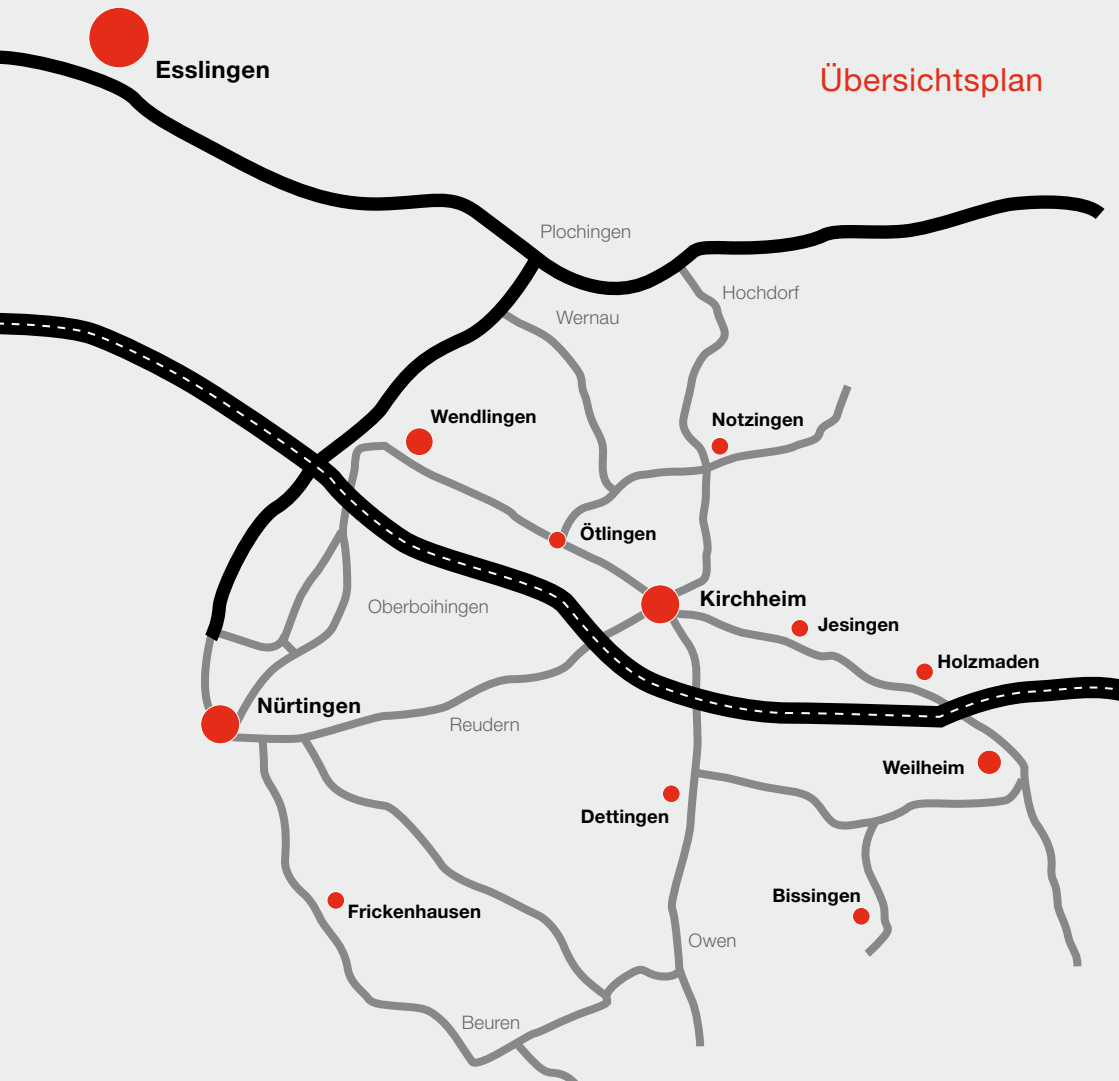 Esslingen
Übersichtsplan
Plochingen
Hochdorf
Wernau
Wendlingen
Notzingen
Ötlingen
Kirchheim
Oberboihingen
Jesingen
Holzmaden
Nürtingen
Reudern
Weilheim
Dettingen
Bissingen
Frickenhausen
Owen
Beuren